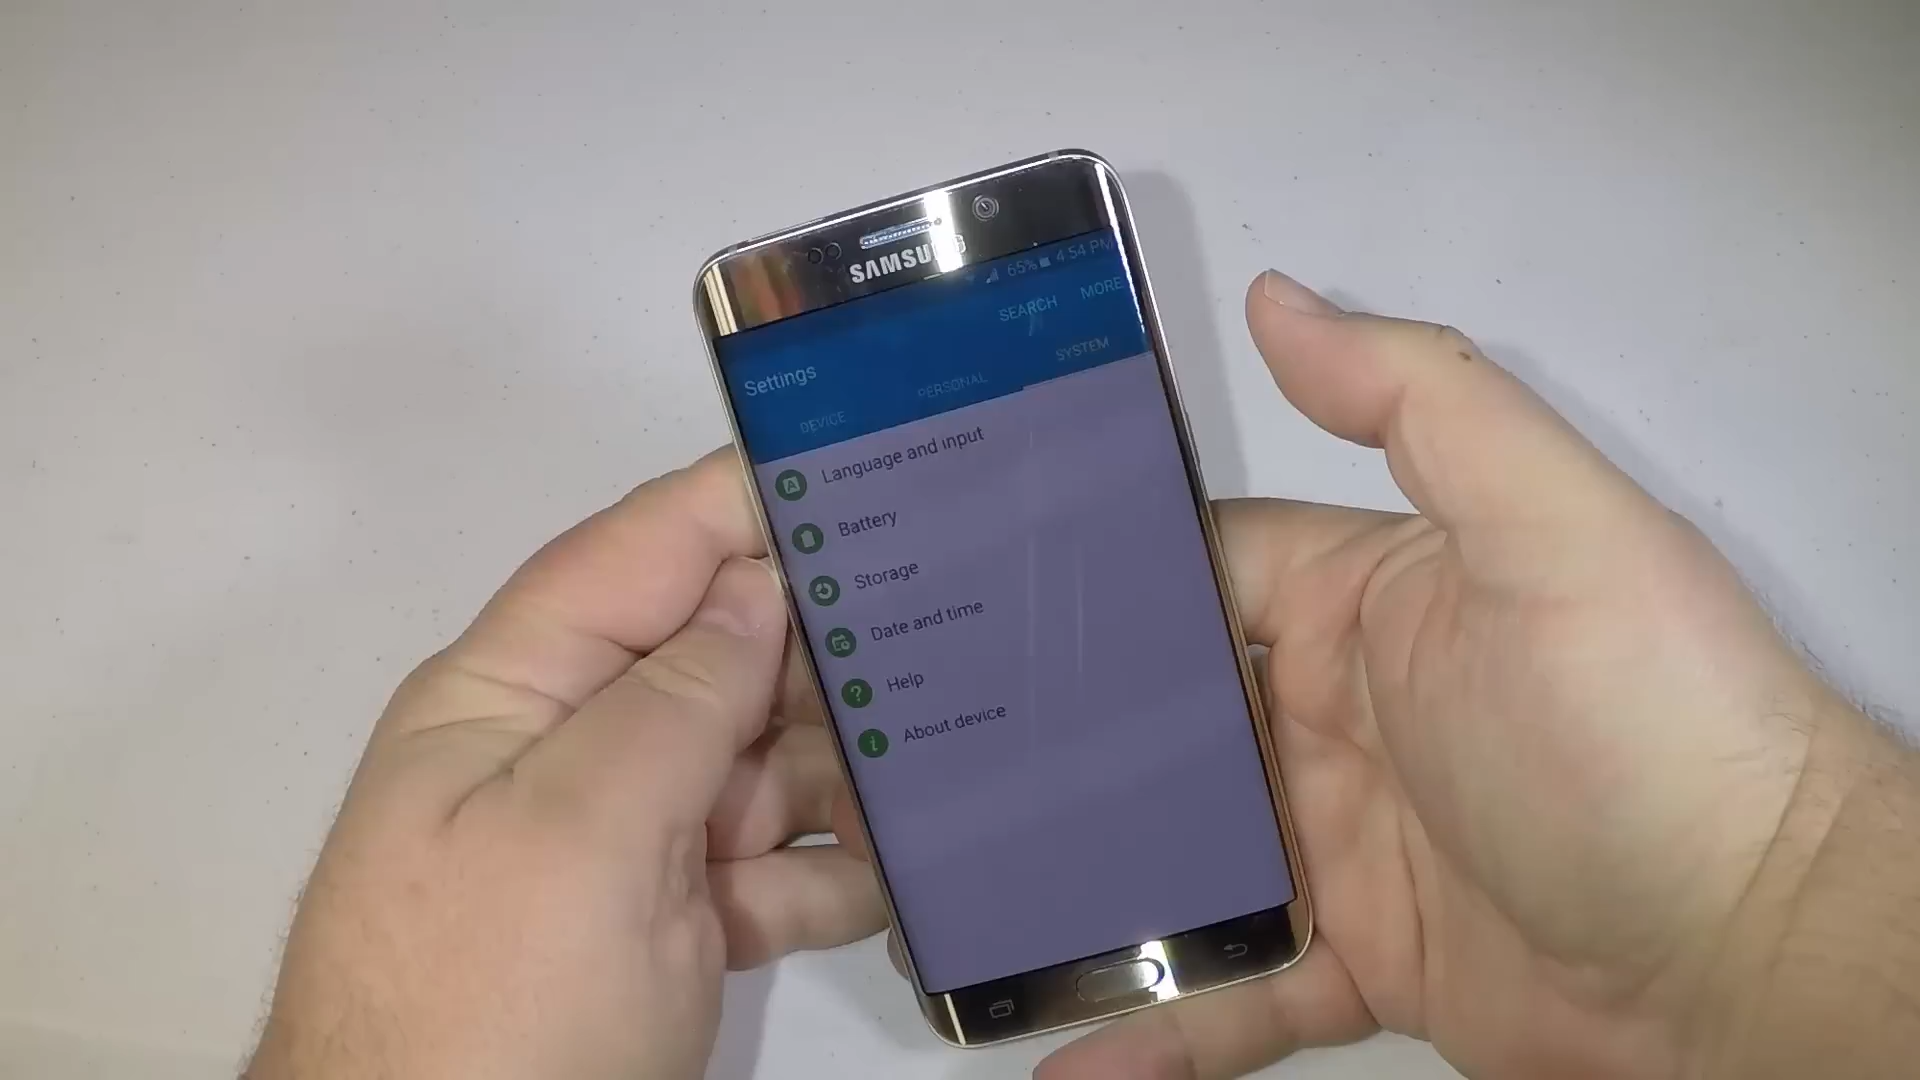 SAMSUNG
65% 4:54 PM
SEARCH MORE
Settings
DEVICE PERSONAL SYSTEM
Language and input
Battery
Storage
Date and time
Help
About device